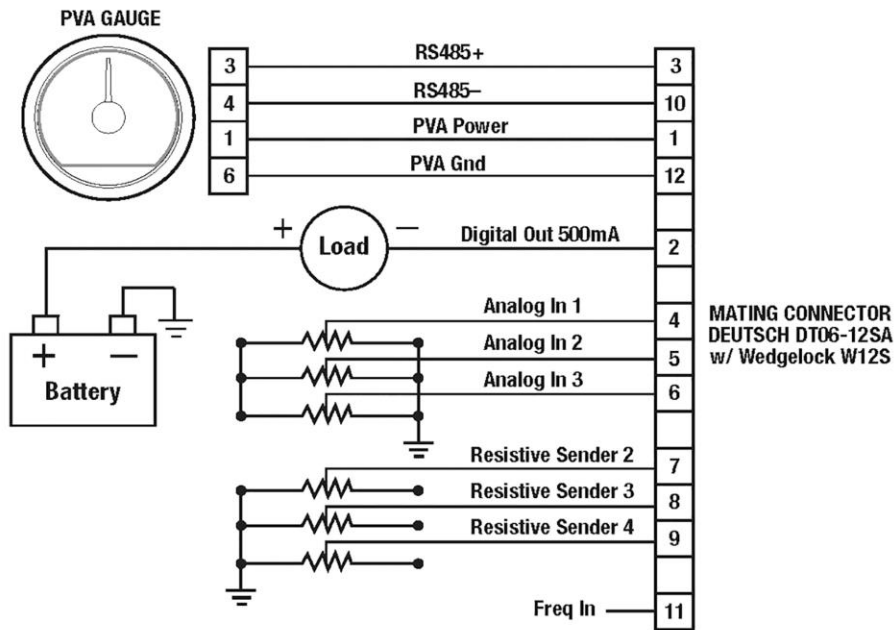 PVA GAUGE
3 RS485+ 3
4 RS485– 10
1 PVA Power 1
6 PVA Gnd 12
+ Load – Digital Out 500mA 2
Analog In 1 4
Analog In 2 5
Analog In 3 6
MATING CONNECTOR
DEUTSCH DT06-12SA
w/ Wedgelock W12S
+ –
Battery
Resistive Sender 2 7
Resistive Sender 3 8
Resistive Sender 4 9
Freq In 11